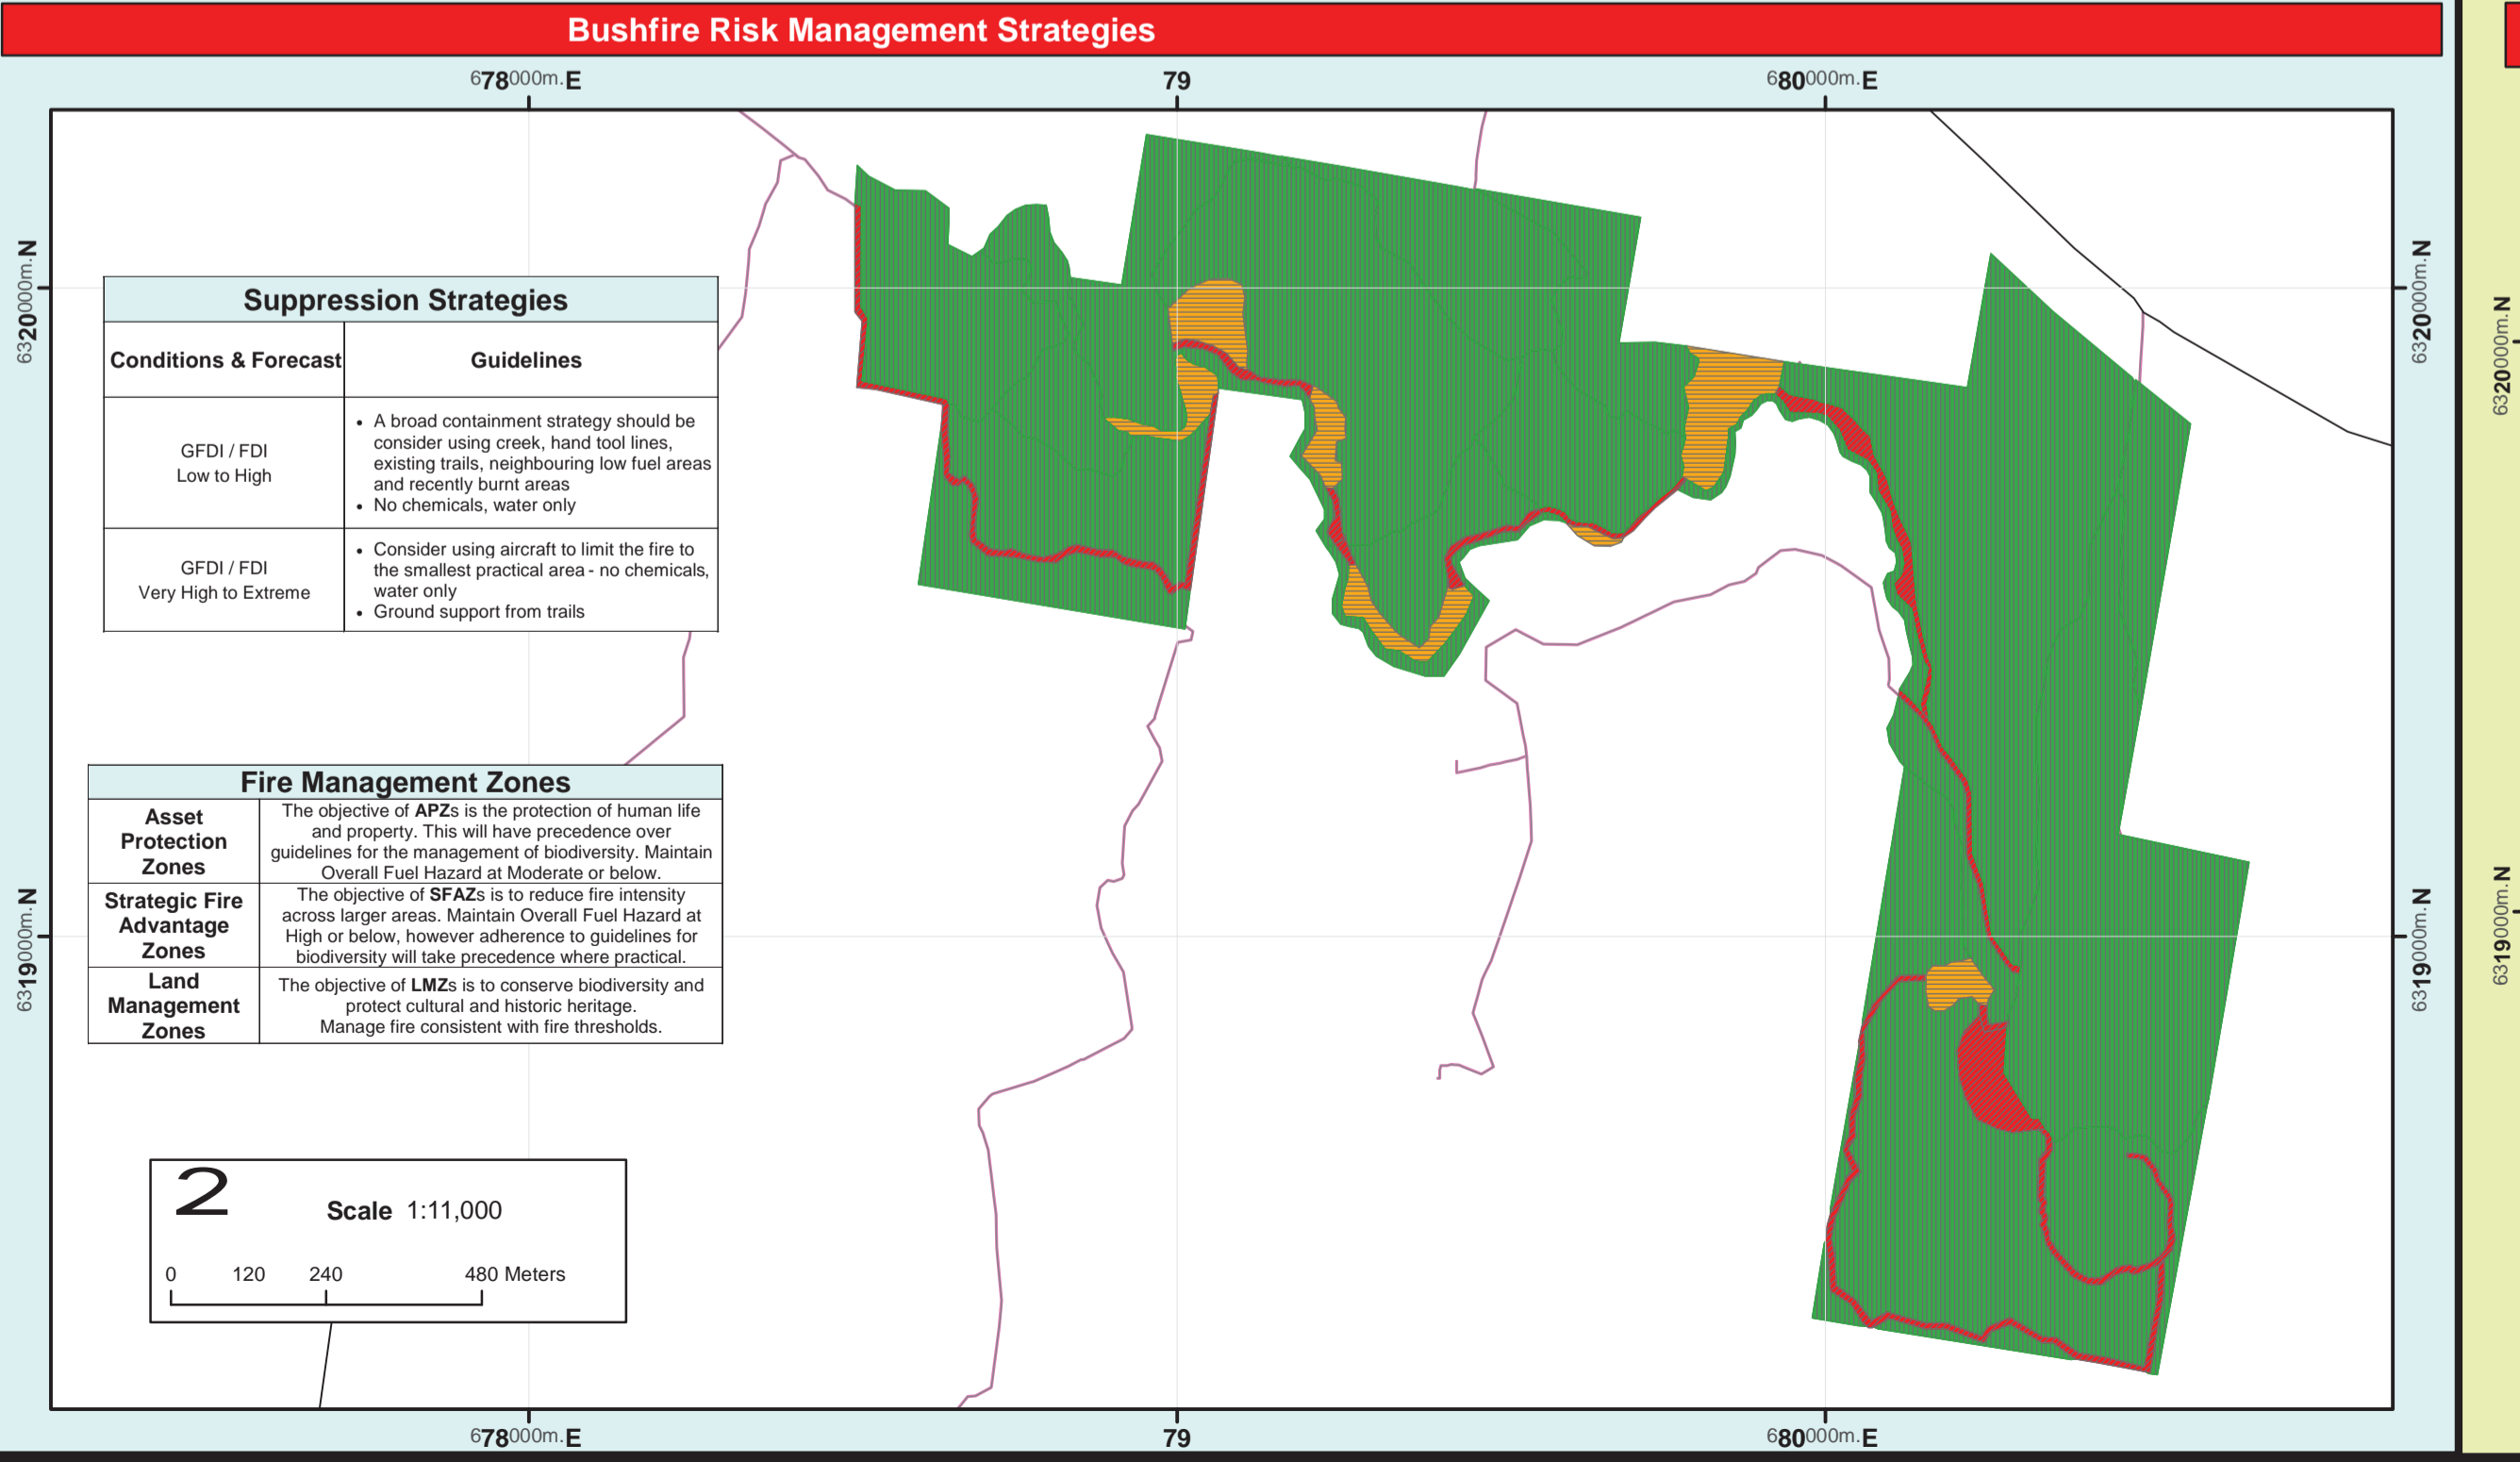 Bushfire Risk Management Strategies
678000m.E
79
680000m.E
6320000m.N
6320000m.N
6320000m.N
Suppression Strategies
Conditions & Forecast
Guidelines
GFDI / FDI
Low to High
• A broad containment strategy should be
consider using creek, hand tool lines,
existing trails, neighbouring low fuel areas
and recently burnt areas
• No chemicals, water only
GFDI / FDI
Very High to Extreme
• Consider using aircraft to limit the fire to
the smallest practical area - no chemicals,
water only
• Ground support from trails
Fire Management Zones
Asset
Protection
Zones
The objective of APZs is the protection of human life
and property. This will have precedence over
guidelines for the management of biodiversity. Maintain
Overall Fuel Hazard at Moderate or below.
Strategic Fire
Advantage
Zones
The objective of SFAZs is to reduce fire intensity
across larger areas. Maintain Overall Fuel Hazard at
High or below, however adherence to guidelines for
biodiversity will take precedence where practical.
Land
Management
Zones
The objective of LMZs is to conserve biodiversity and
protect cultural and historic heritage.
Manage fire consistent with fire thresholds.
6319000m.N
6319000m.N
6319000m.N
2
Scale 1:11,000
0 120 240 480 Meters
678000m.E
79
680000m.E